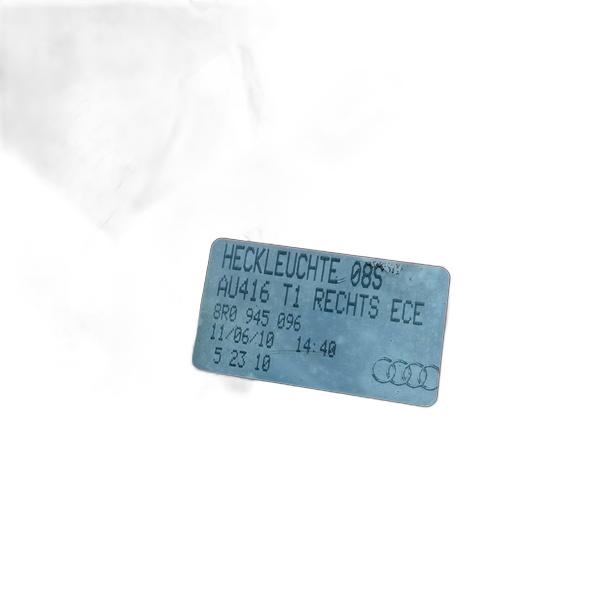 HECKLEUCHTE 08S
AU416 T1 RECHTS ECE
8R0 945 096
11/06/10 14:40
5 23 10